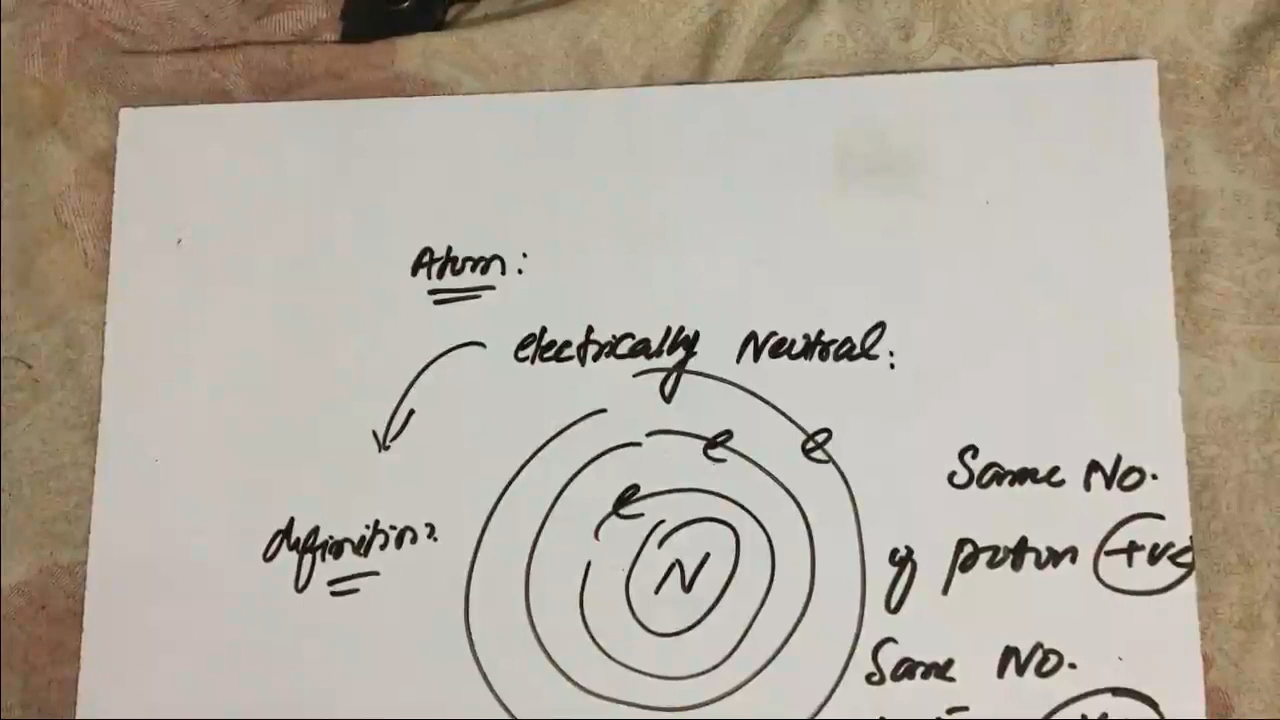 Atom:
electrically Neutral:
definition:
e
e
e
N
Same No.
of proton +ve
Same No.